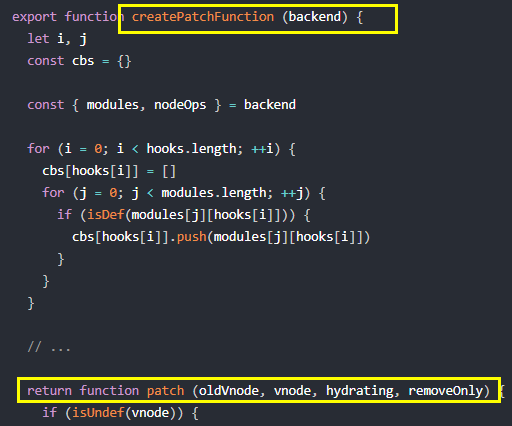 export function createPatchFunction (backend) {
let i, j
const cbs = {}
const { modules, nodeOps } = backend
for (i = 0; i < hooks.length; ++i) {
cbs[hooks[i]] = []
for (j = 0; j < modules.length; ++j) {
if (isDef(modules[j][hooks[i]])) {
cbs[hooks[i]].push(modules[j][hooks[i]])
}
}
}
// ...
return function patch (oldVnode, vnode, hydrating, removeOnly) {
if (isUndef(vnode)) {